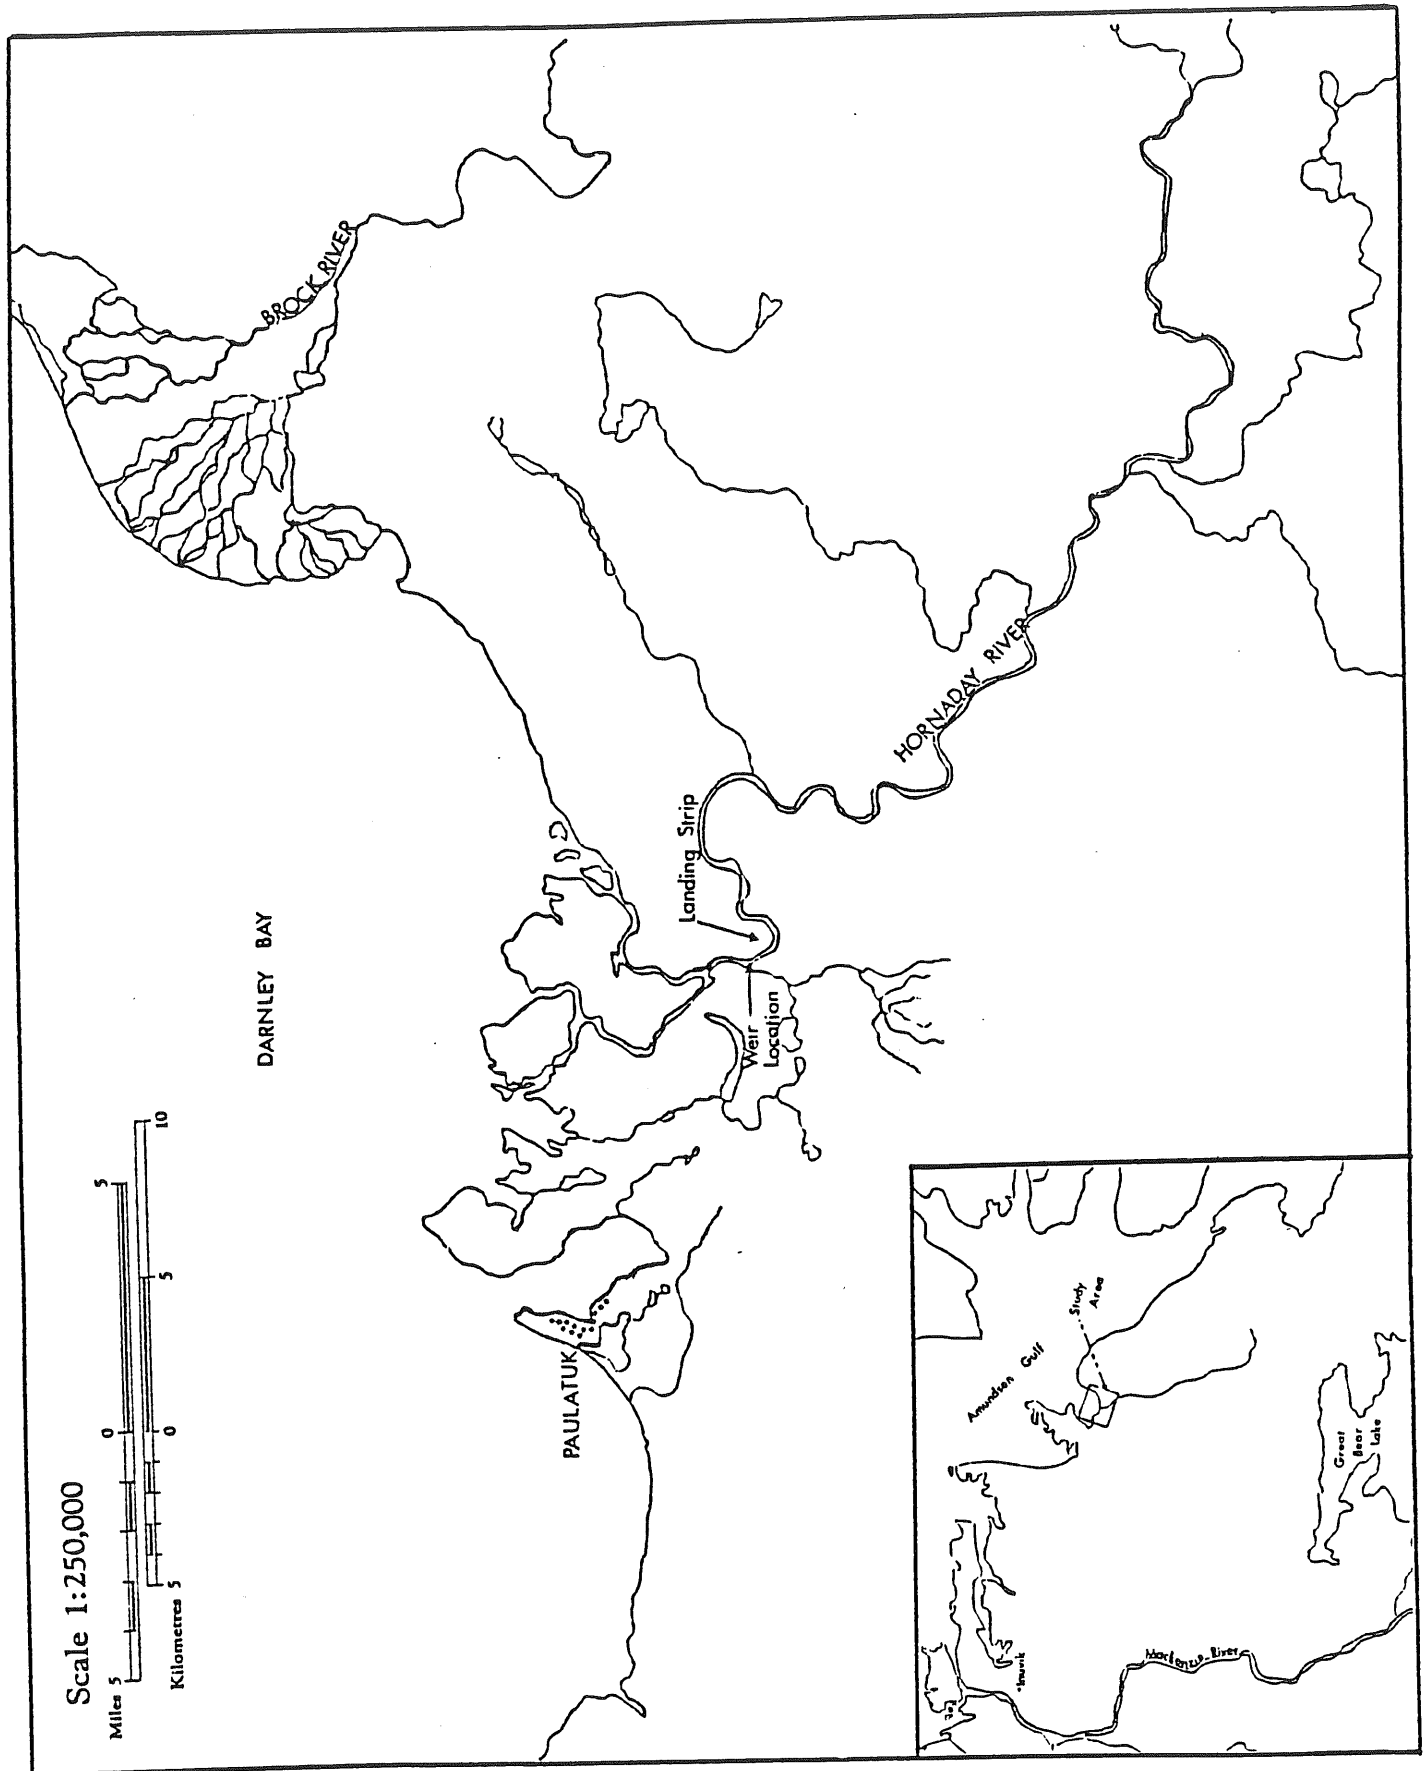 Scale 1:250,000
Miles 5
0
5
Kilometres 5
0
5
10
DARNLEY BAY
BROCK RIVER
PAULATUK
Landing Strip
Weir
Location
HORNADAY RIVER
Amundsen Gulf
Study
Area
Inuvik
Mackenzie River
Great
Bear
Lake